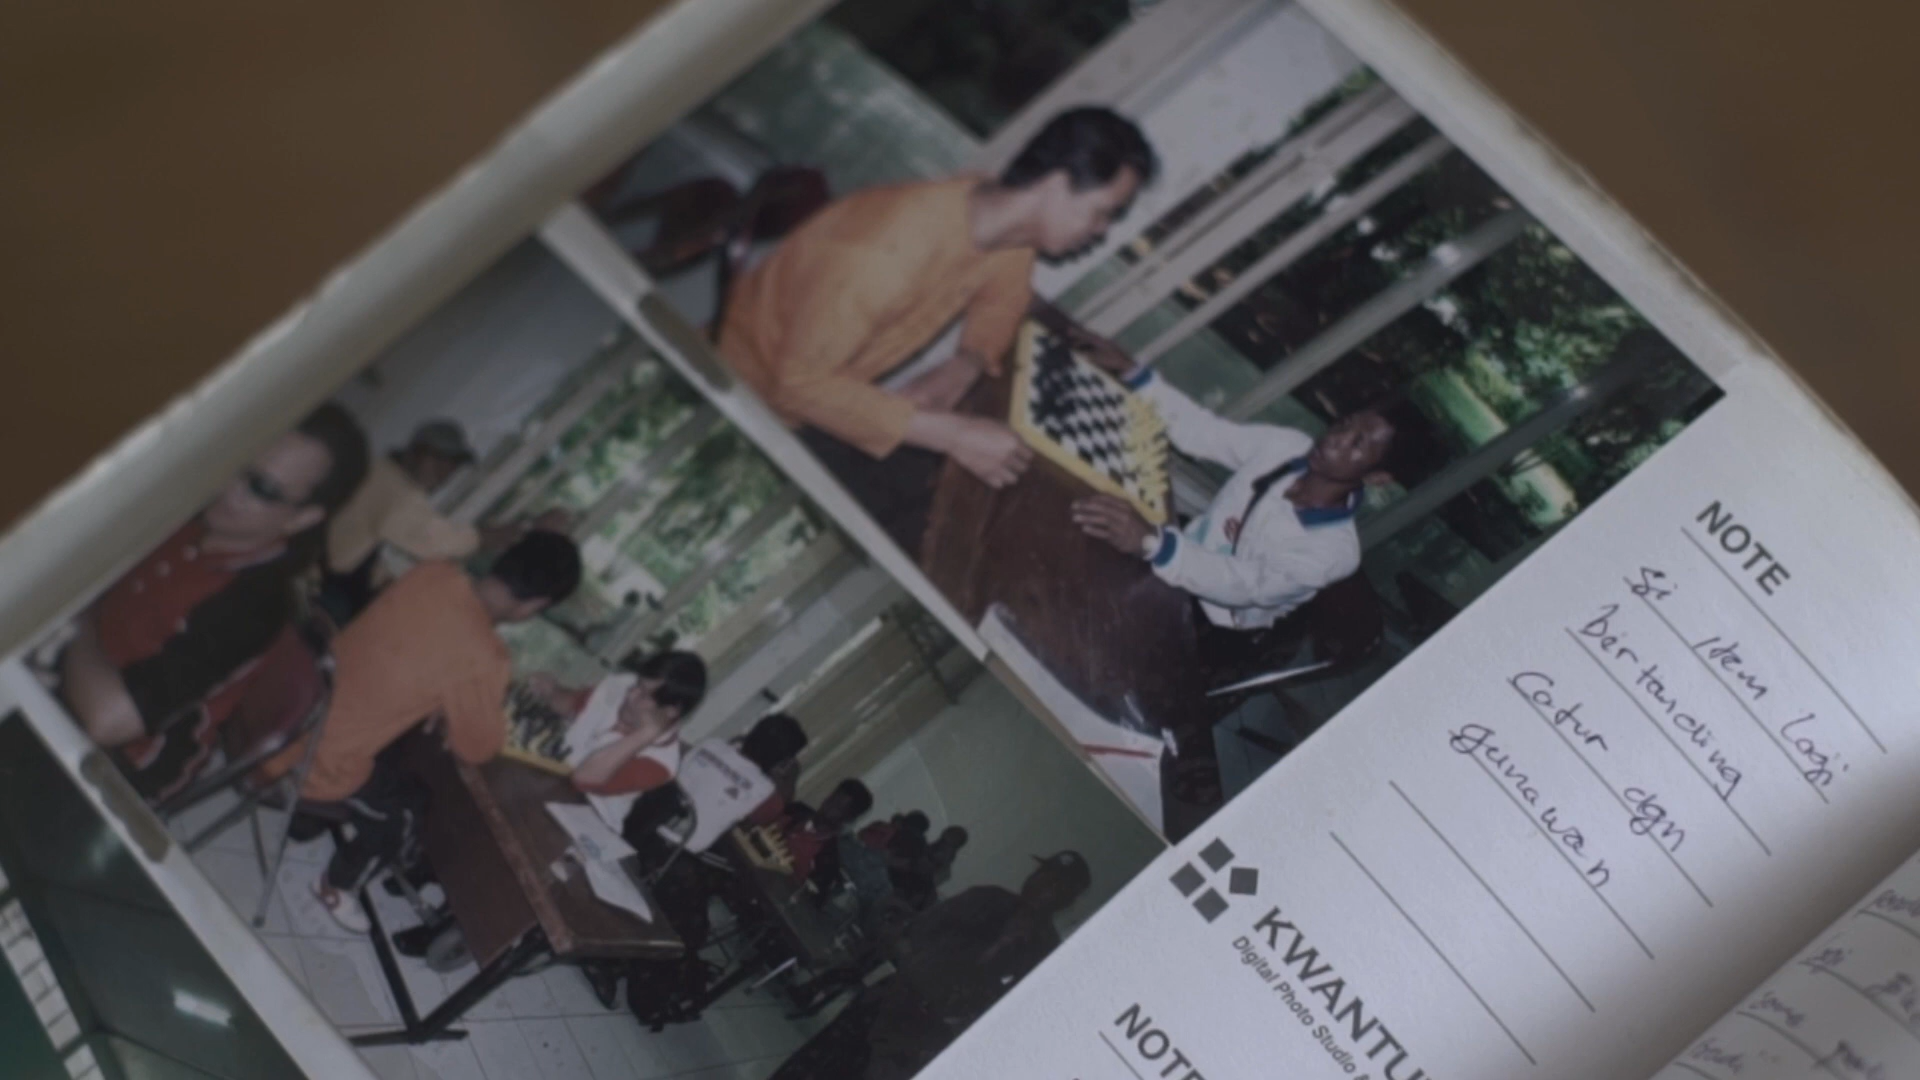 NOTE
Si Item lagi
bertanding
Catur dgn
gunawan
KWANTU
Digital Photo Studio
NOTE